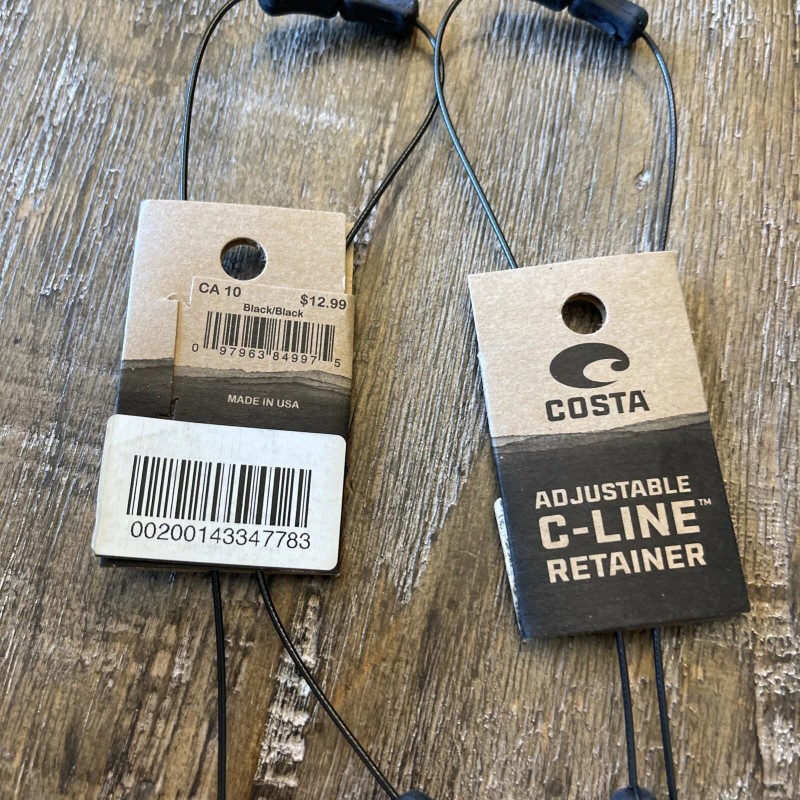 CA 10 $12.99
Black/Black
0 97963 84997 5
MADE IN USA
00200143347783
COSTA
ADJUSTABLE
C-LINE™
RETAINER